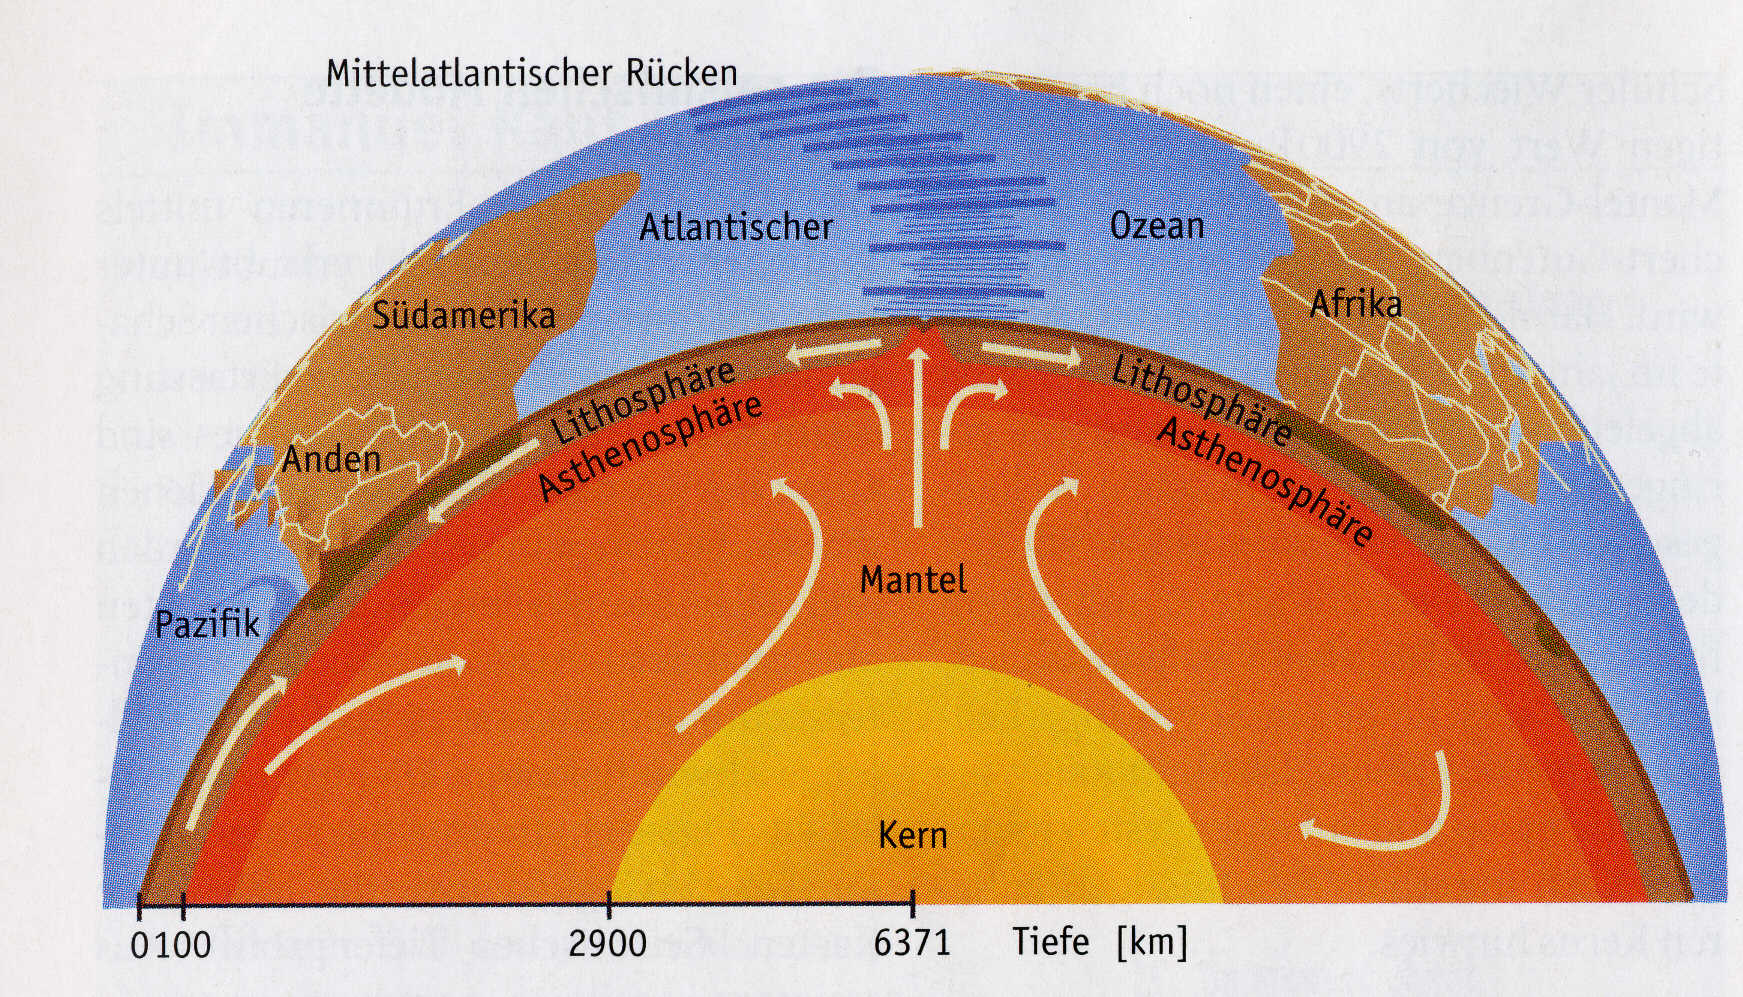 Mittelatlantischer Rücken
Atlantischer
Ozean
Südamerika
Afrika
Anden
Pazifik
Lithosphäre
Asthenosphäre
Lithosphäre
Asthenosphäre
Mantel
Kern
0 100 2900 6371 Tiefe [km]